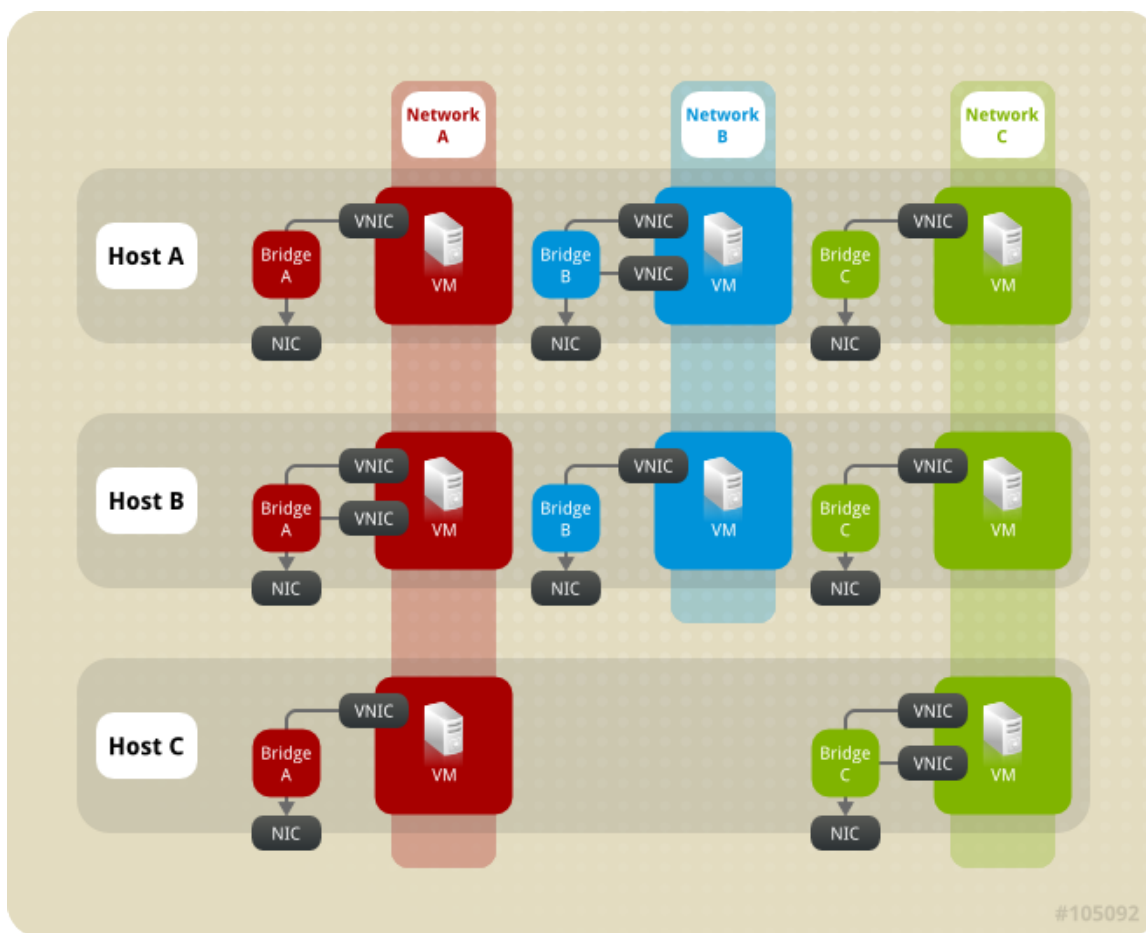 Network
A
Network
B
Network
C
Host A
VNIC
Bridge
A
VM
NIC
VNIC
Bridge
B
VNIC
VM
NIC
VNIC
Bridge
C
VM
NIC
Host B
VNIC
Bridge
A
VNIC
VM
NIC
VNIC
Bridge
B
VM
NIC
VNIC
Bridge
C
VM
NIC
Host C
VNIC
Bridge
A
VM
NIC
VNIC
Bridge
C
VNIC
VM
NIC
#105092